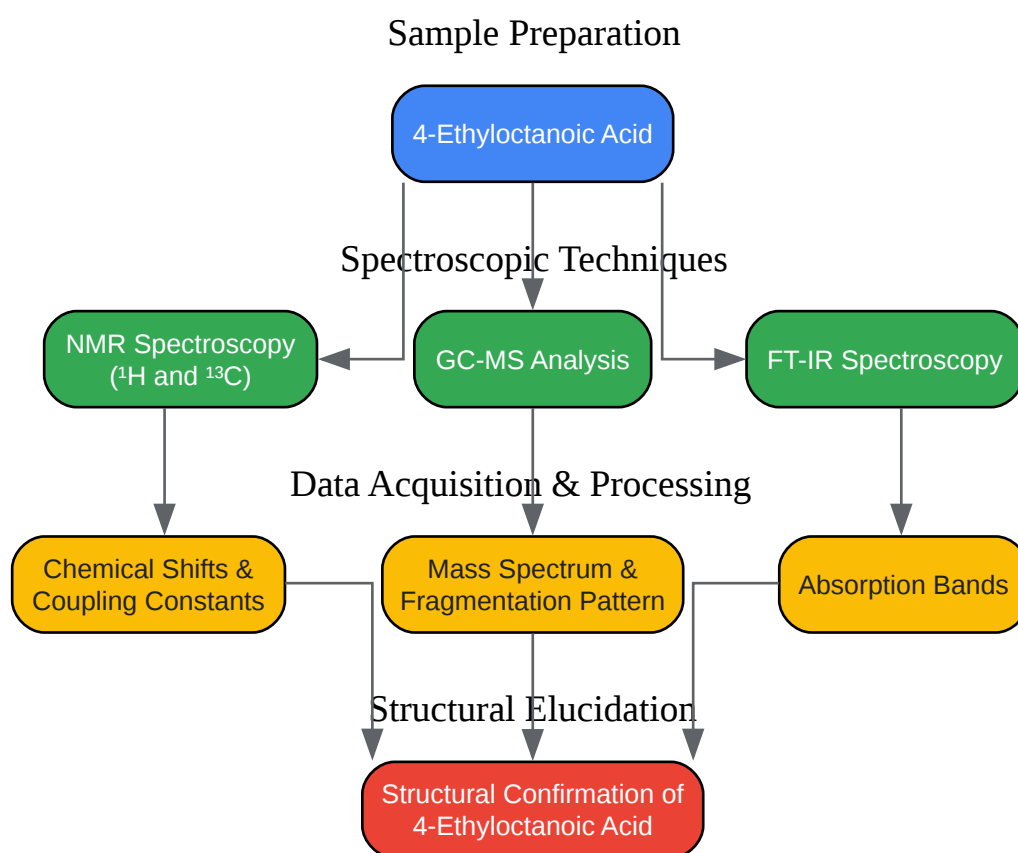 Sample Preparation
4-Ethyloctanoic Acid
Spectroscopic Techniques
NMR Spectroscopy
(¹H and ¹³C)
GC-MS Analysis
FT-IR Spectroscopy
Data Acquisition & Processing
Chemical Shifts &
Coupling Constants
Mass Spectrum &
Fragmentation Pattern
Absorption Bands
Structural Elucidation
Structural Confirmation of
4-Ethyloctanoic Acid